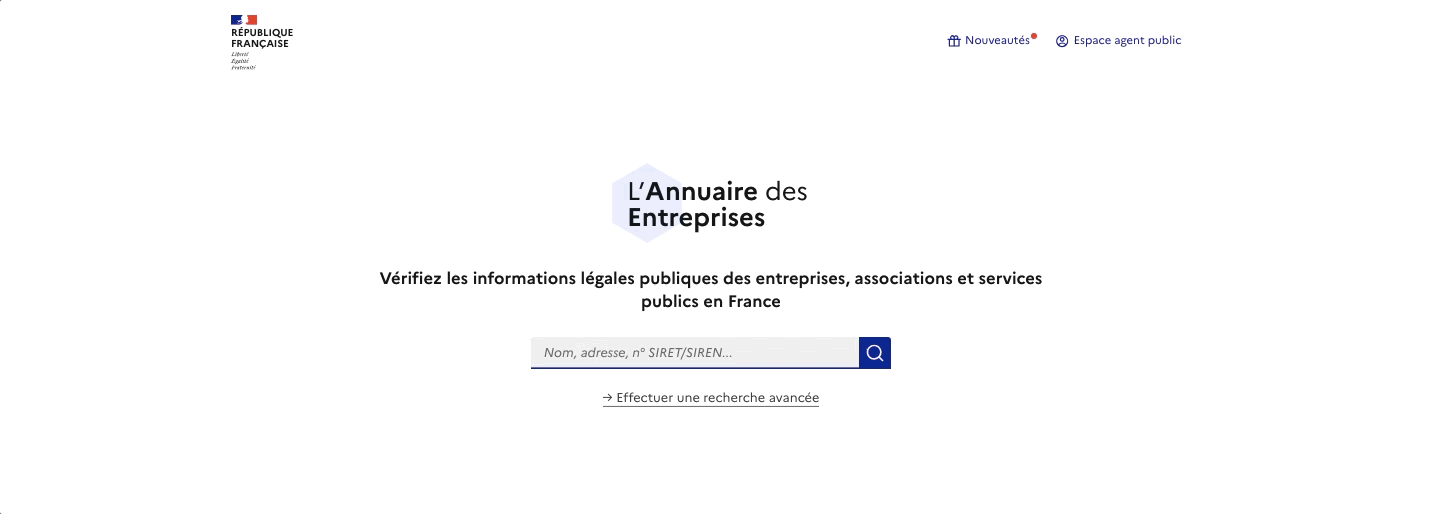 RÉPUBLIQUE
FRANÇAISE
Liberté
Égalité
Fraternité
Nouveautés
Espace agent public
L’Annuaire des
Entreprises
Vérifiez les informations légales publiques des entreprises, associations et services
publics en France
Nom, adresse, n° SIRET/SIREN...
→ Effectuer une recherche avancée